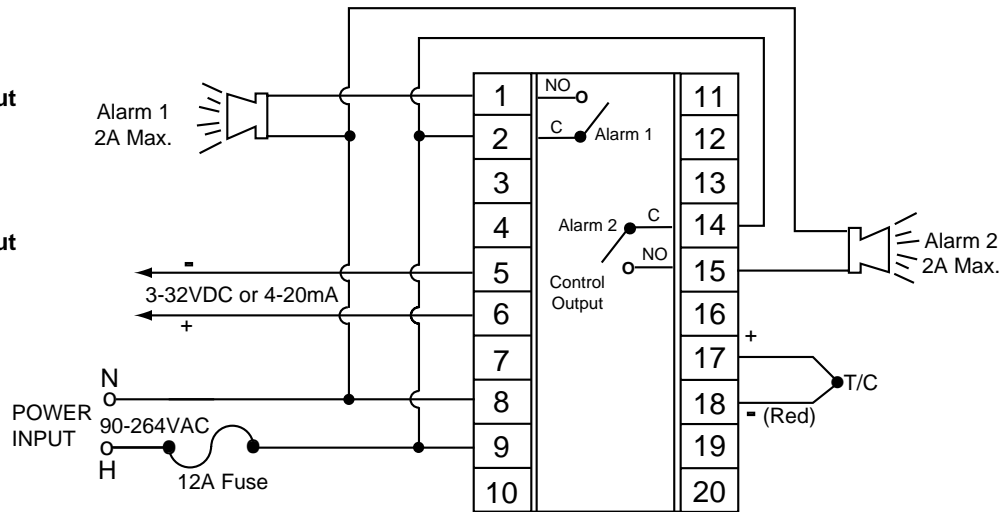 ut
ut
Alarm 1
2A Max.
-
3-32VDC or 4-20mA
+
N
POWER
INPUT
90-264VAC
H
12A Fuse
1
2
3
4
5
6
7
8
9
10
NO
C
Alarm 1
Alarm 2
C
NO
Control
Output
11
12
13
14
15
16
17
18
19
20
Alarm 2
2A Max.
+
T/C
- (Red)